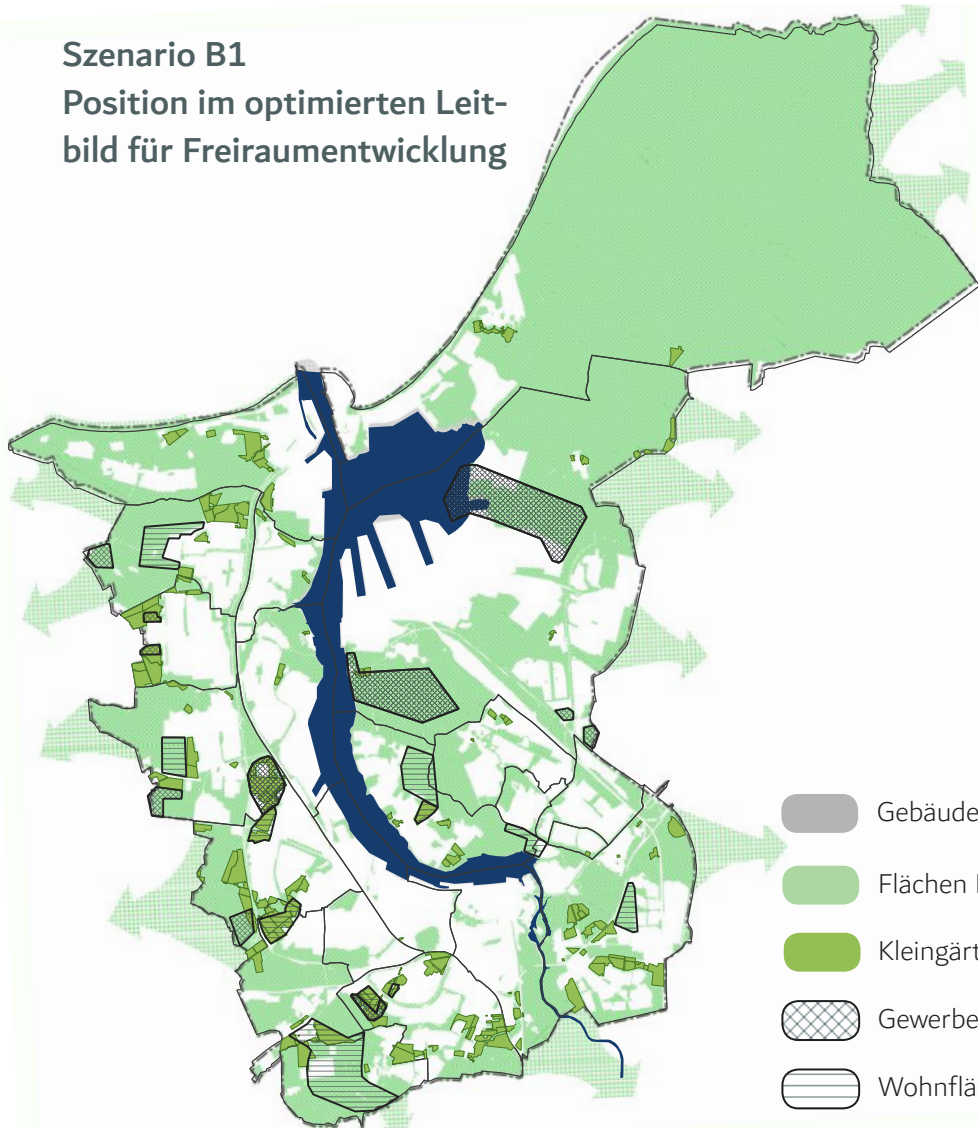 Szenario B1
Position im optimierten Leit-
bild für Freiraumentwicklung
Gebäude
Flächen
Kleingärt
Gewerbe
Wohnflä